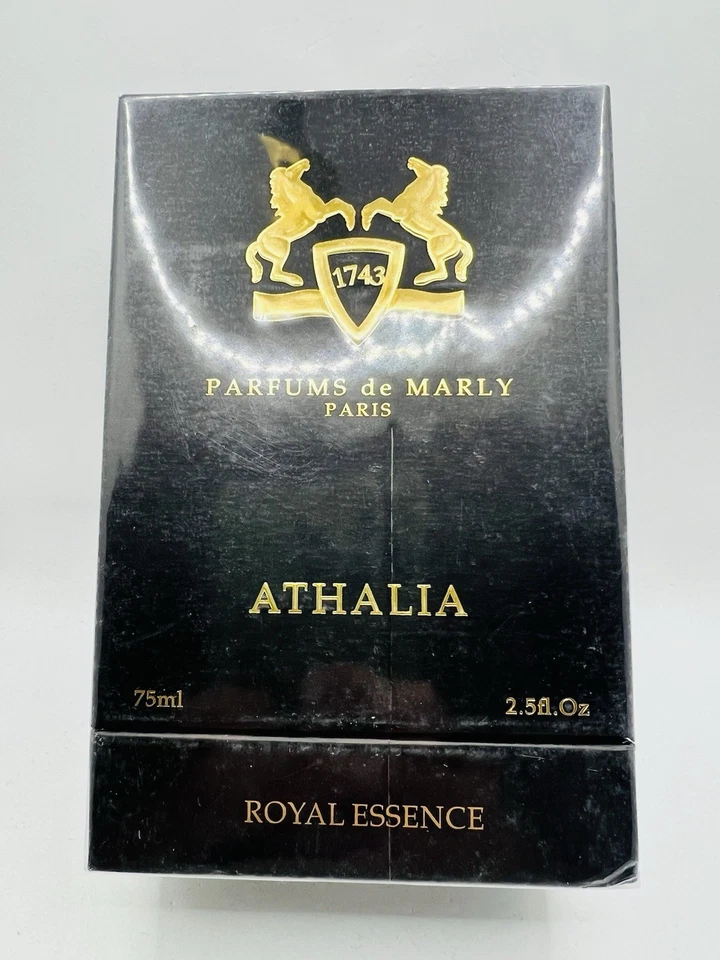 1743
PARFUMS de MARLY
PARIS
ATHALIA
75ml 2.5fl.Oz
ROYAL ESSENCE